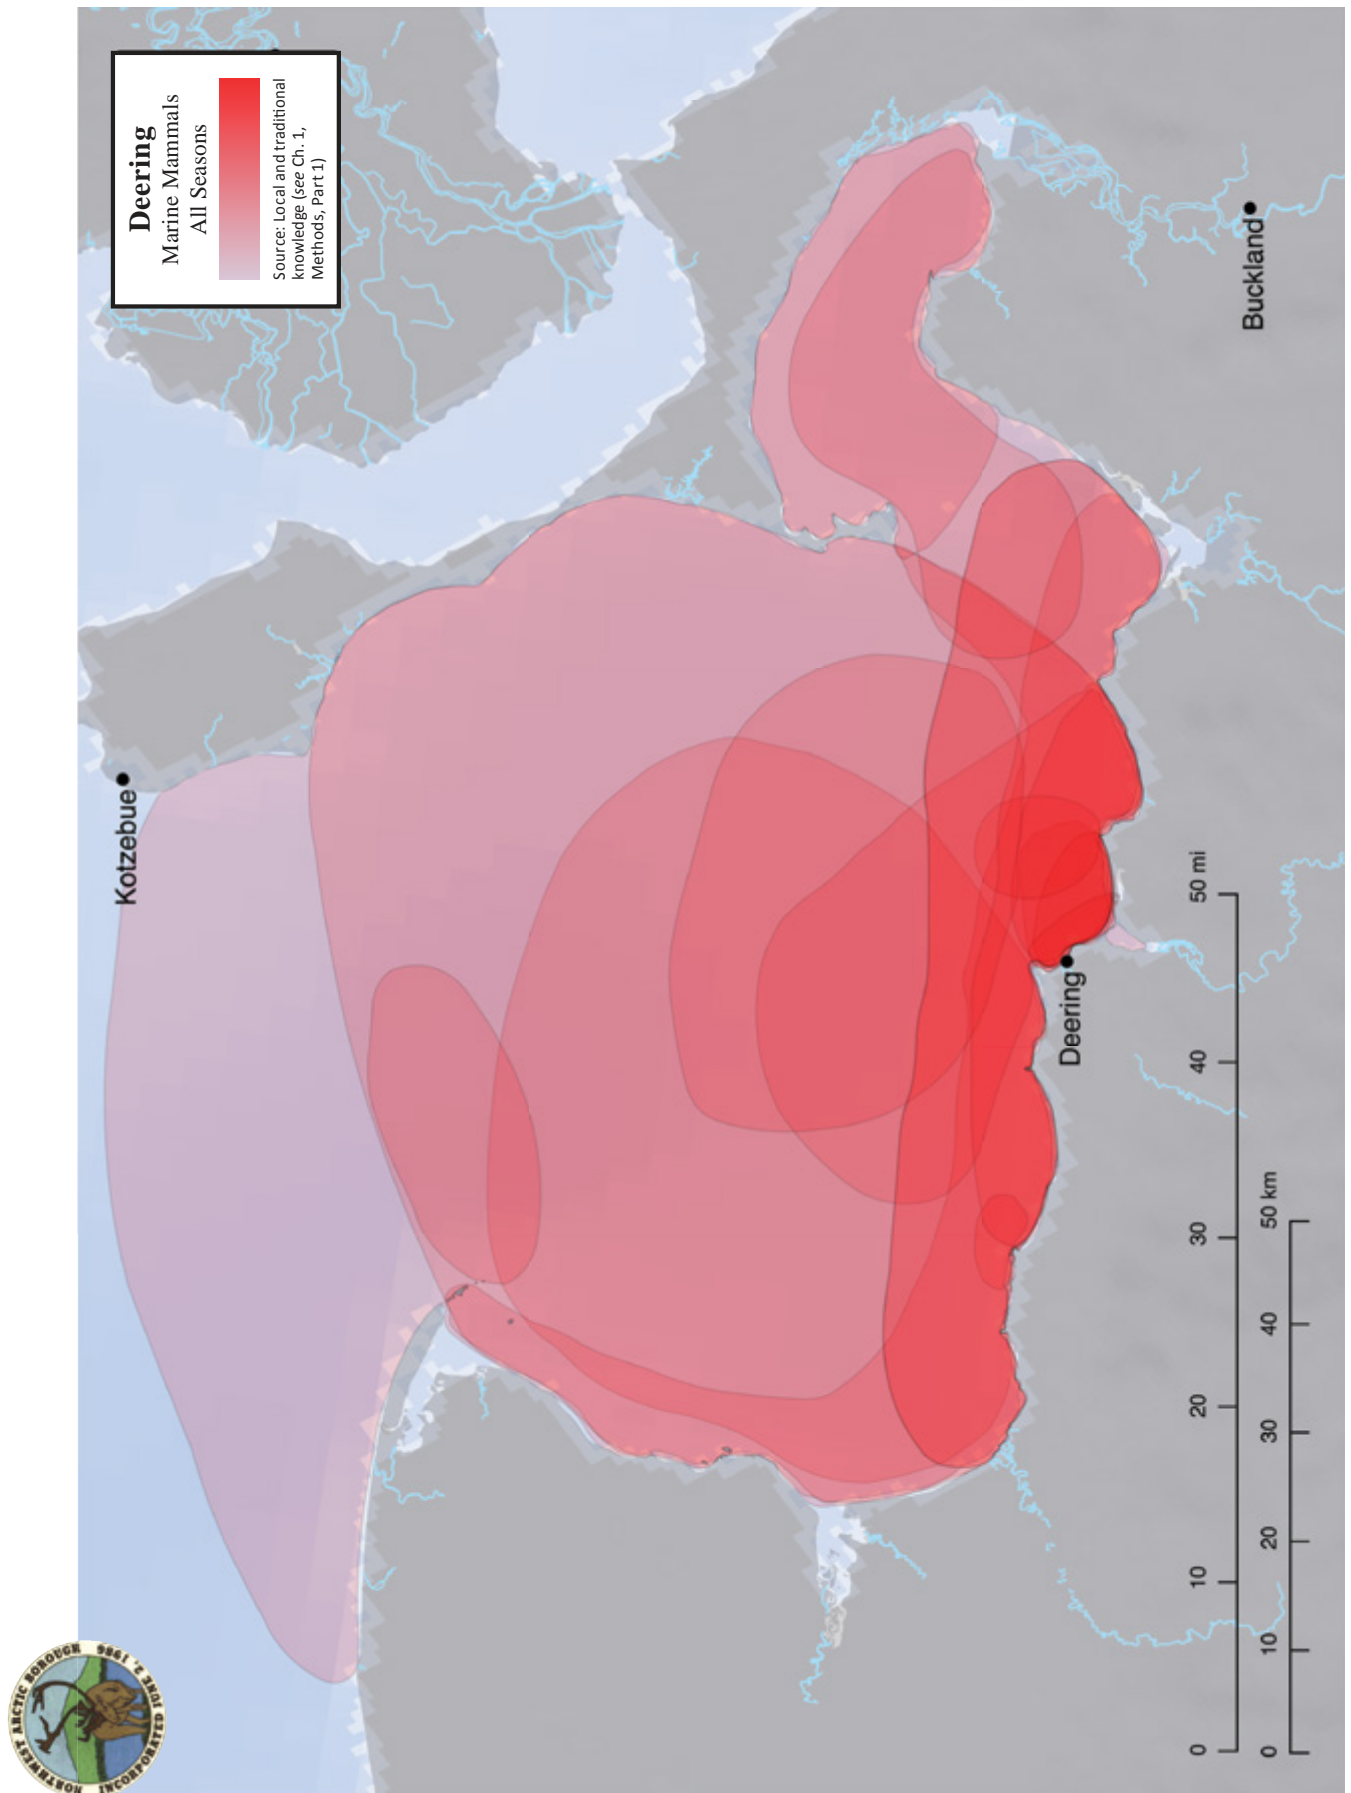 Deering
Marine Mammals
All Seasons
Source: Local and traditional
knowledge (see Ch. 1,
Methods, Part 1)
Kotzebue
Buckland
Deering
0 10 20 30 40 50 mi
0 10 20 30 40 50 km
NORTHWEST ARCTIC BOROUGH
INCORPORATED JUNE 2, 1986